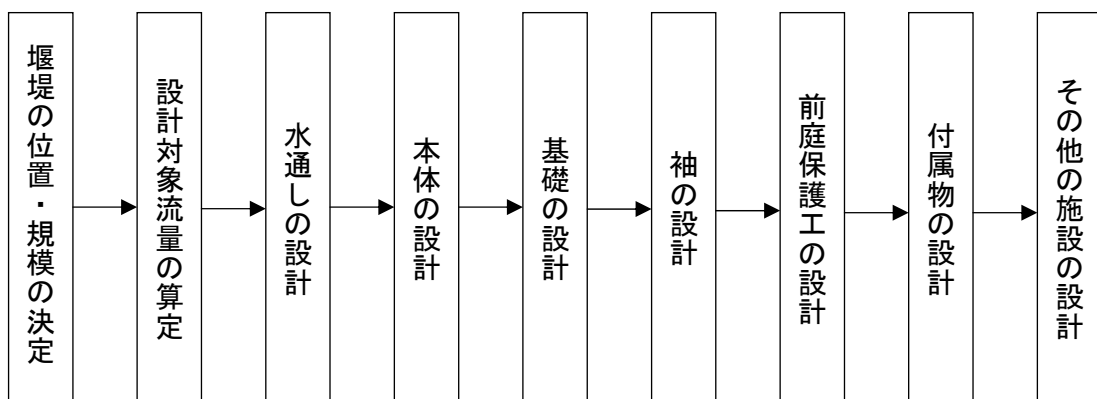 堰堤の位置・規模の決定
設計対象流量の算定
水通しの設計
本体の設計
基礎の設計
袖の設計
前庭保護工の設計
付属物の設計
その他の施設の設計